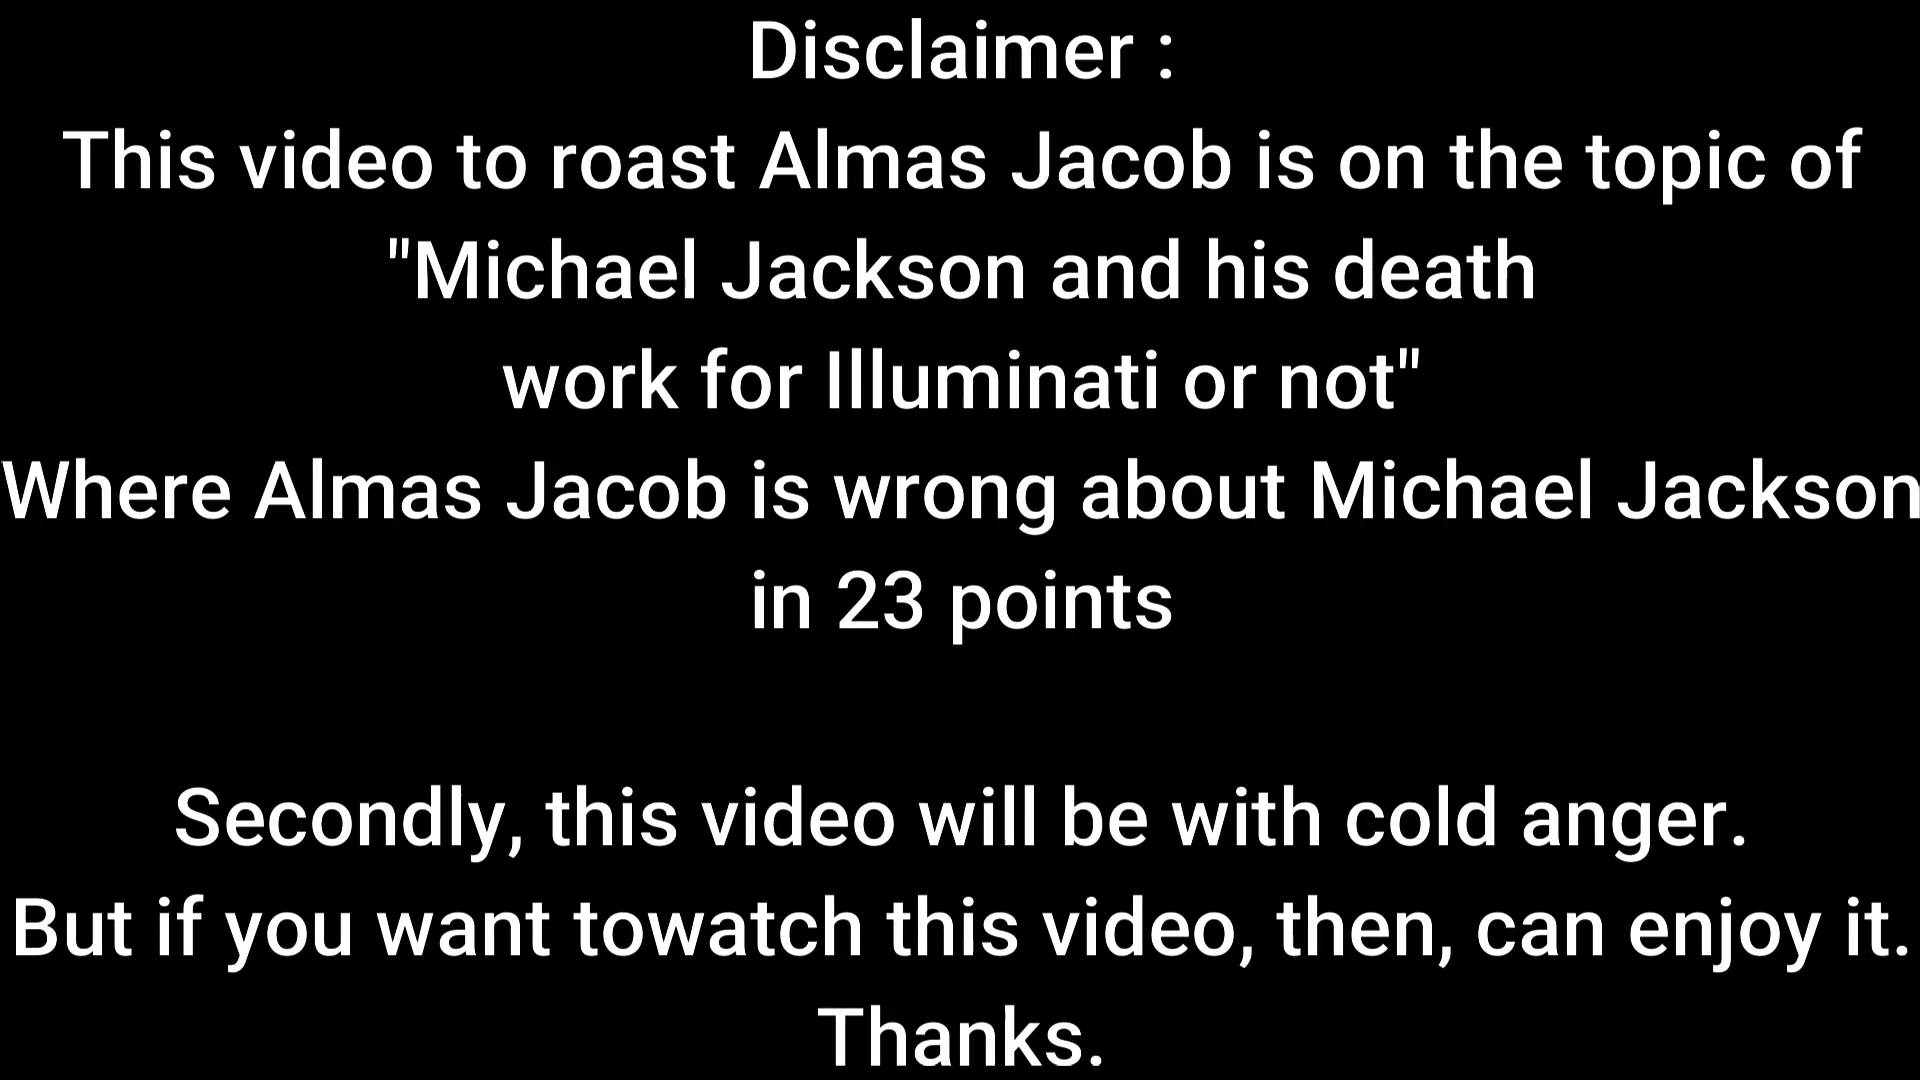 Disclaimer :
This video to roast Almas Jacob is on the topic of
"Michael Jackson and his death
work for Illuminati or not"
Where Almas Jacob is wrong about Michael Jackson
in 23 points
Secondly, this video will be with cold anger.
But if you want towatch this video, then, can enjoy it.
Thanks.